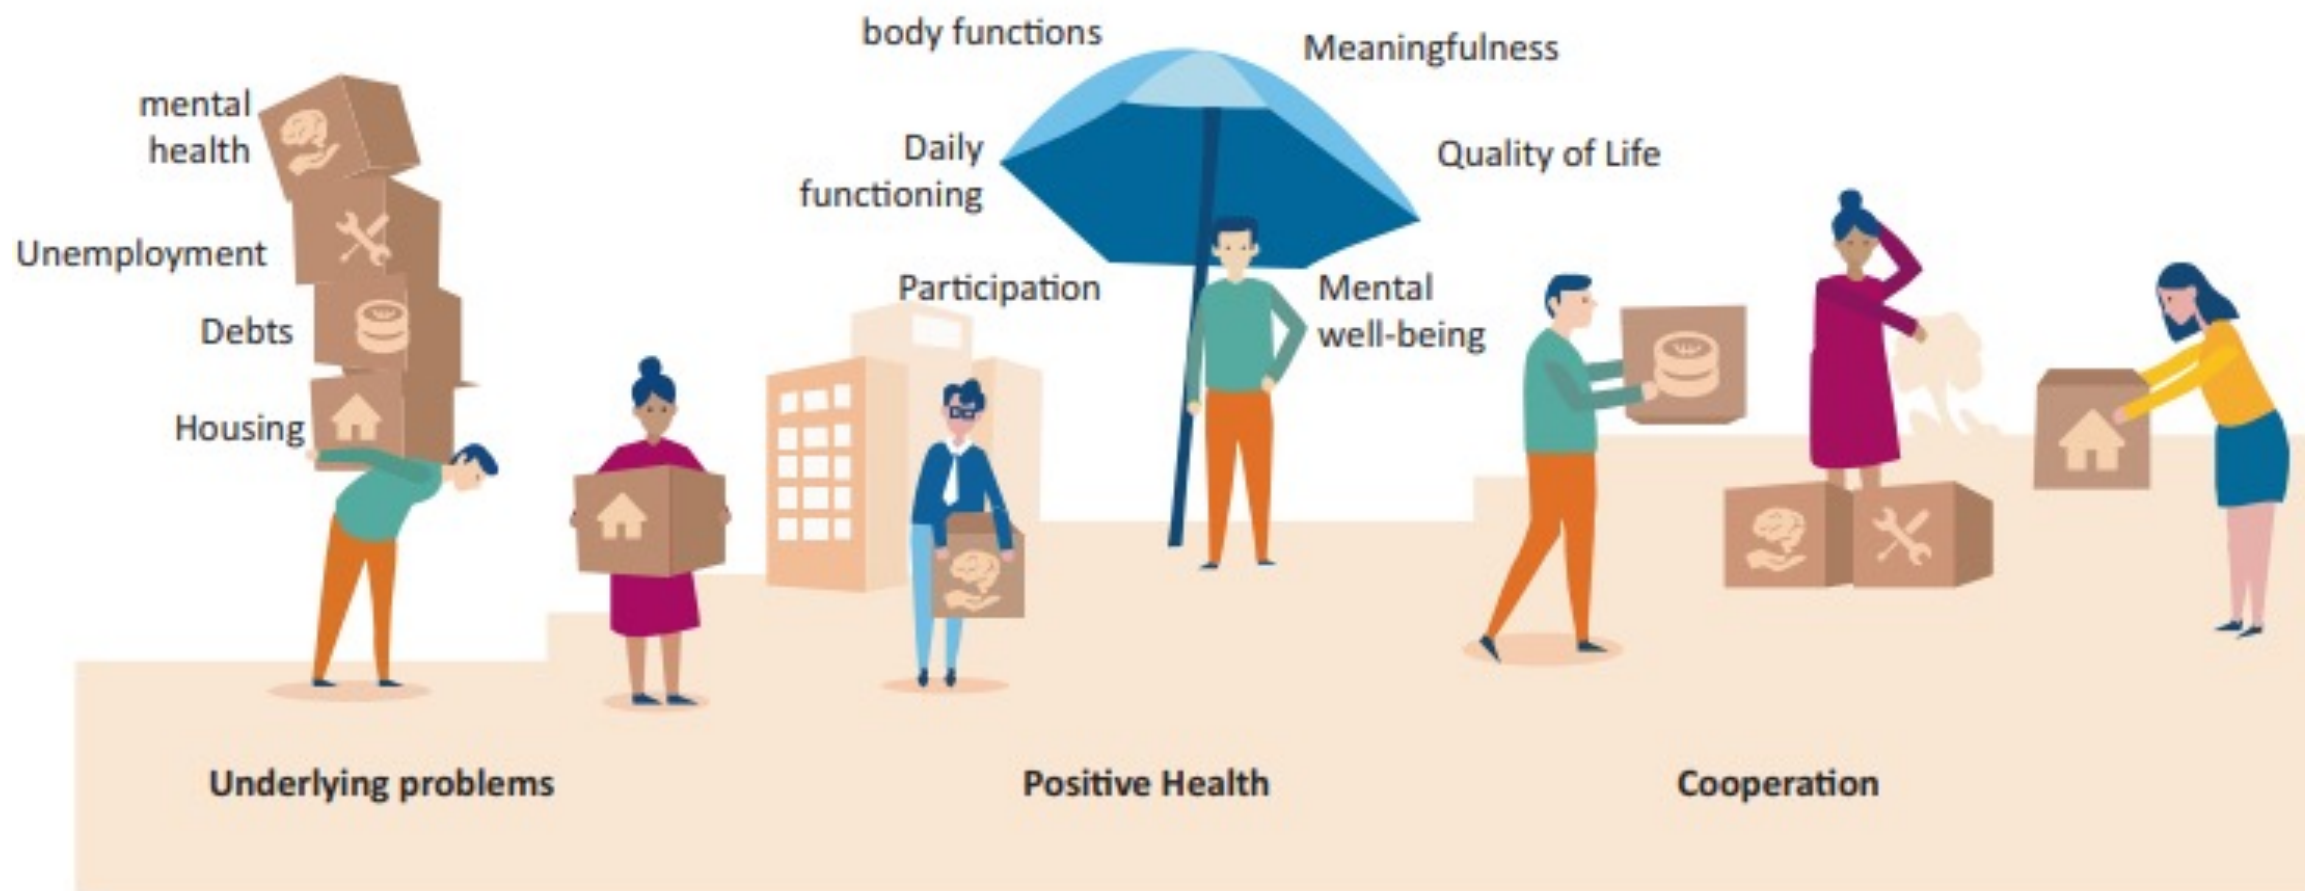 mental
health
Unemployment
Debts
Housing
body functions
Meaningfulness
Daily
functioning
Quality of Life
Participation
Mental
well-being
Underlying problems
Positive Health
Cooperation